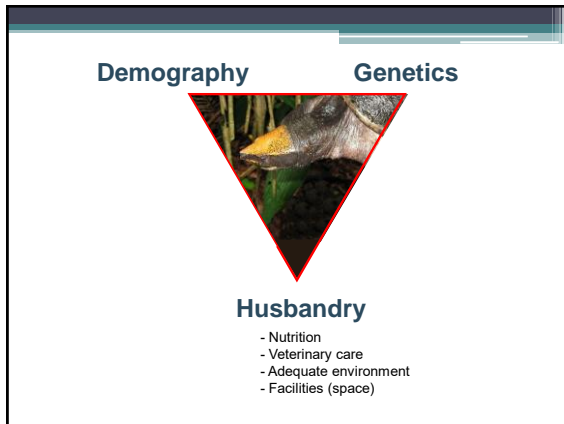 Demography Genetics
Husbandry
- Nutrition
- Veterinary care
- Adequate environment
- Facilities (space)